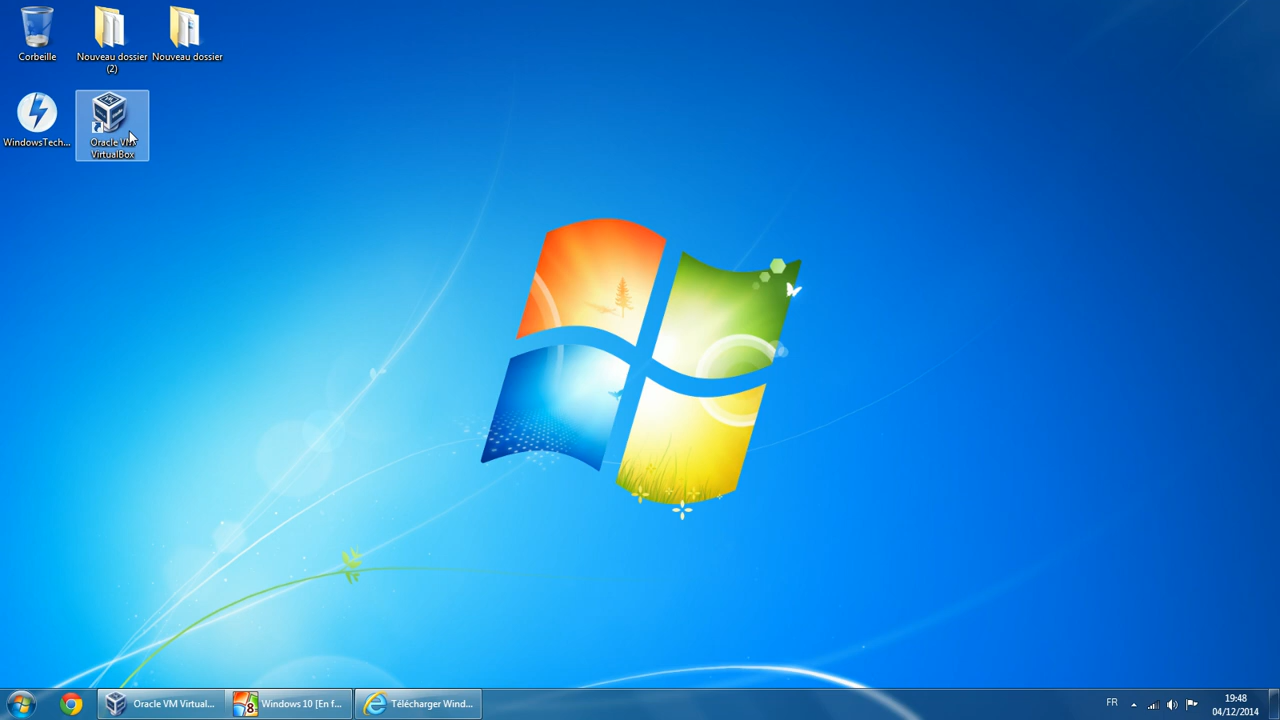 Corbeille
Nouveau dossier
(2)
Nouveau dossier
WindowsTech...
Oracle VM
VirtualBox
Oracle VM Virtual...
8
Windows 10 [En f...
Télécharger Wind...
FR
19:48
04/12/2014